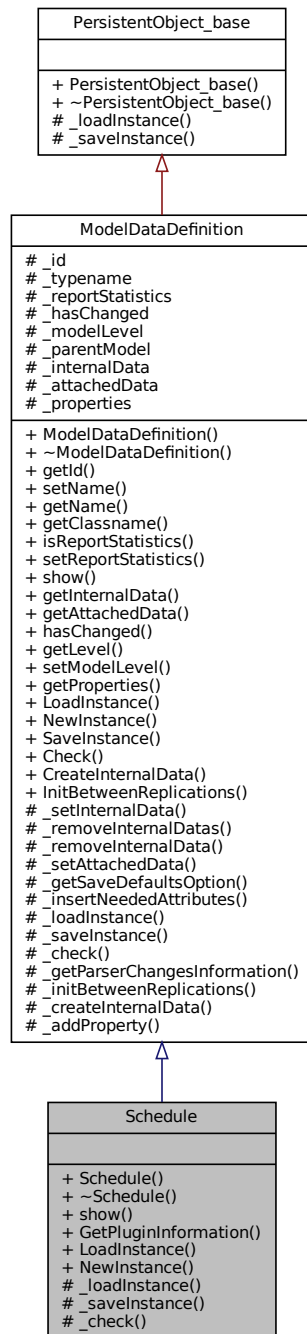 PersistentObject_base
+ PersistentObject_base()
+ ~PersistentObject_base()
# _loadInstance()
# _saveInstance()
ModelDataDefinition
# _id
# _typename
# _reportStatistics
# _hasChanged
# _modelLevel
# _parentModel
# _internalData
# _attachedData
# _properties
+ ModelDataDefinition()
+ ~ModelDataDefinition()
+ getId()
+ setName()
+ getName()
+ getClassname()
+ isReportStatistics()
+ setReportStatistics()
+ show()
+ getInternalData()
+ getAttachedData()
+ hasChanged()
+ getLevel()
+ setModelLevel()
+ getProperties()
+ LoadInstance()
+ NewInstance()
+ SaveInstance()
+ Check()
+ CreateInternalData()
+ InitBetweenReplications()
# _setInternalData()
# _removeInternalDatas()
# _removeInternalData()
# _setAttachedData()
# _getSaveDefaultsOption()
# _insertNeededAttributes()
# _loadInstance()
# _saveInstance()
# _check()
# _getParserChangesInformation()
# _initBetweenReplications()
# _createInternalData()
# _addProperty()
Schedule
+ Schedule()
+ ~Schedule()
+ show()
+ GetPluginInformation()
+ LoadInstance()
+ NewInstance()
# _loadInstance()
# _saveInstance()
# _check()